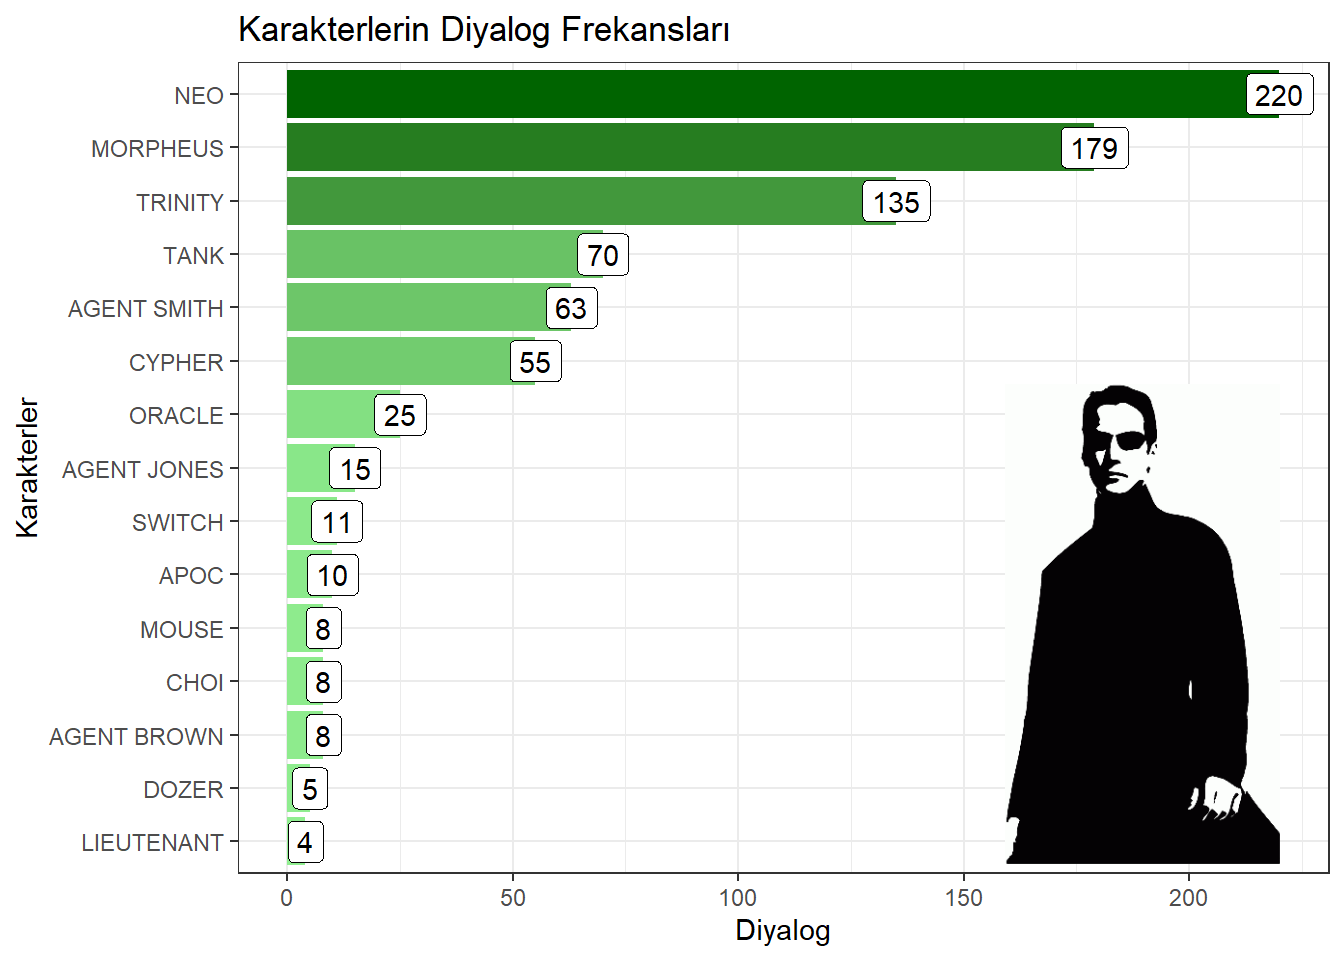 Karakterlerin Diyalog Frekansları
Karakterler
NEO 220
MORPHEUS 179
TRINITY 135
TANK 70
AGENT SMITH 63
CYPHER 55
ORACLE 25
AGENT JONES 15
SWITCH 11
APOC 10
MOUSE 8
CHOI 8
AGENT BROWN 8
DOZER 5
LIEUTENANT 4
0 50 100 150 200
Diyalog